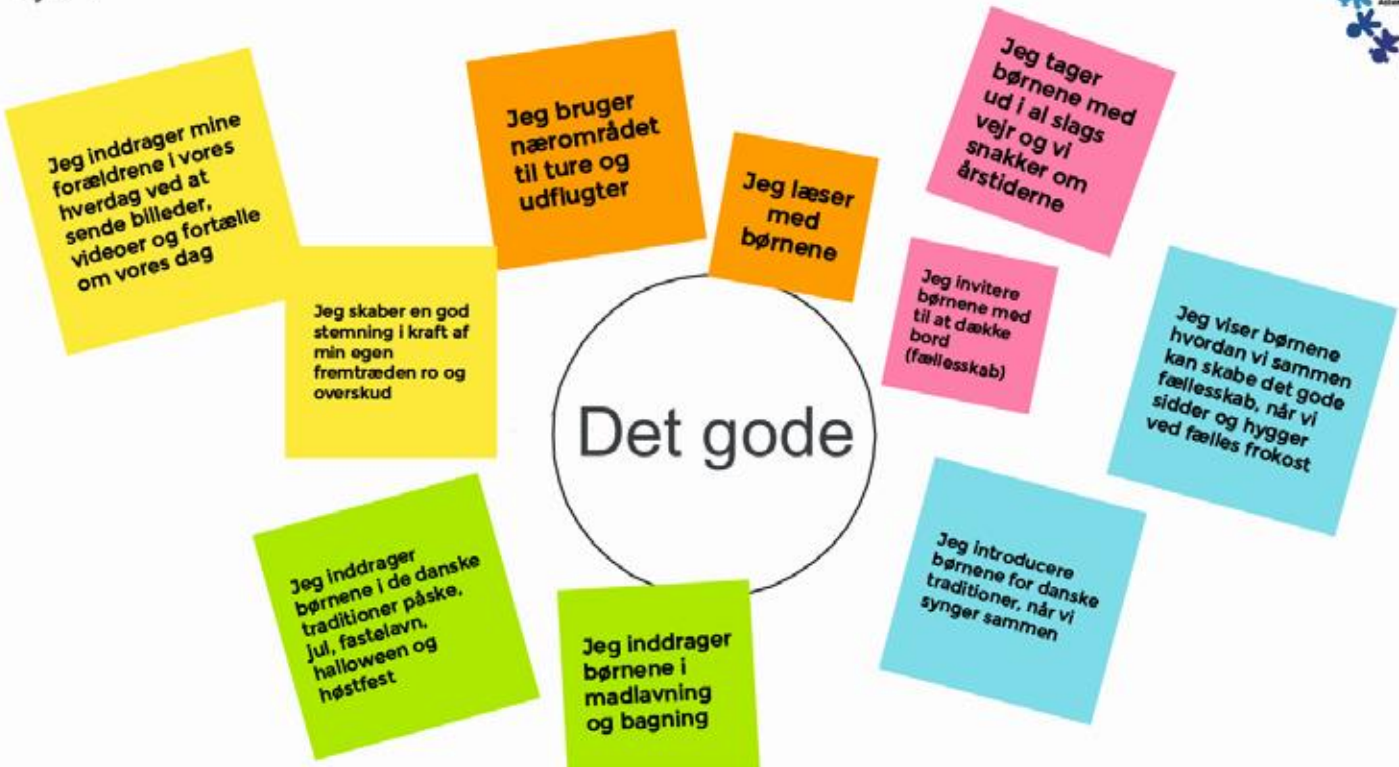 Jeg inddrager mine
forældrene i vores
hverdag ved at
sende billeder,
videoer og fortælle
om vores dag
Jeg skaber en god
stemning i kraft af
min egen
fremtræden ro og
overskud
Jeg bruger
nærområdet
til ture og
udflugter
Jeg læser
med
børnene
Jeg tager
børnene med
ud i al slags
vejr og vi
snakker om
årstiderne
Jeg invitere
børnene med
til at dække
bord
(fællesskab)
Jeg viser børnene
hvordan vi sammen
kan skabe det gode
fællesskab, når vi
sidder og hygger
ved fælles frokost
Det gode
Jeg inddrager
børnene i de danske
traditioner påske,
jul, fastelavn,
halloween og
høstfest
Jeg inddrager
børnene i
madlavning
og bagning
Jeg introducere
børnene for danske
traditioner, når vi
synger sammen